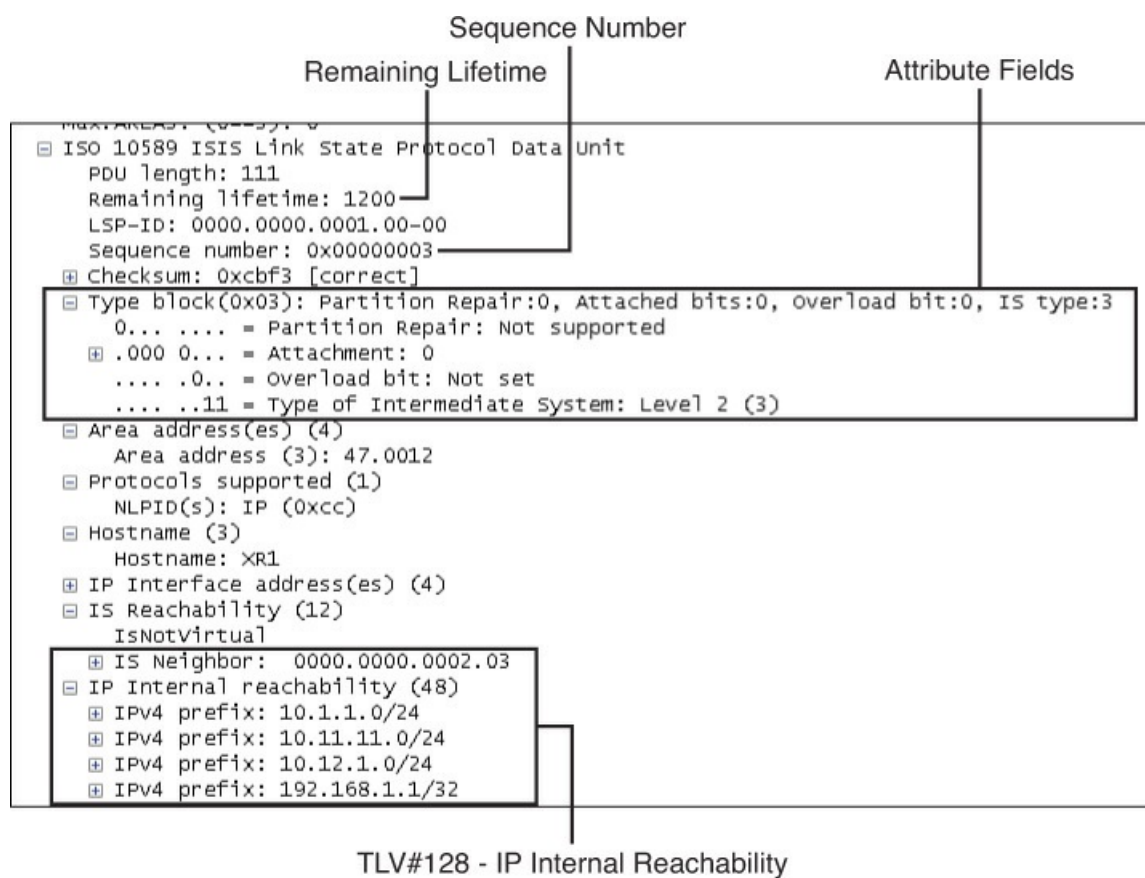 Sequence Number
Remaining Lifetime
Attribute Fields
ISO 10589 ISIS Link State Protocol Data Unit
PDU length: 111
Remaining lifetime: 1200
LSP-ID: 0000.0000.0001.00-00
Sequence number: 0x00000003
Checksum: 0xcbf3 [correct]
Type block(0x03): Partition Repair:0, Attached bits:0, Overload bit:0, IS type:3
0... .... = Partition Repair: Not supported
.000 0... = Attachment: 0
.... .0.. = Overload bit: Not set
.... ..11 = Type of Intermediate System: Level 2 (3)
Area address(es) (4)
Area address (3): 47.0012
Protocols supported (1)
NLPID(s): IP (0xcc)
Hostname (3)
Hostname: XR1
IP Interface address(es) (4)
IS Reachability (12)
IsNotVirtual
IS Neighbor: 0000.0000.0002.03
IP Internal reachability (48)
IPv4 prefix: 10.1.1.0/24
IPv4 prefix: 10.11.11.0/24
IPv4 prefix: 10.12.1.0/24
IPv4 prefix: 192.168.1.1/32
TLV#128 - IP Internal Reachability